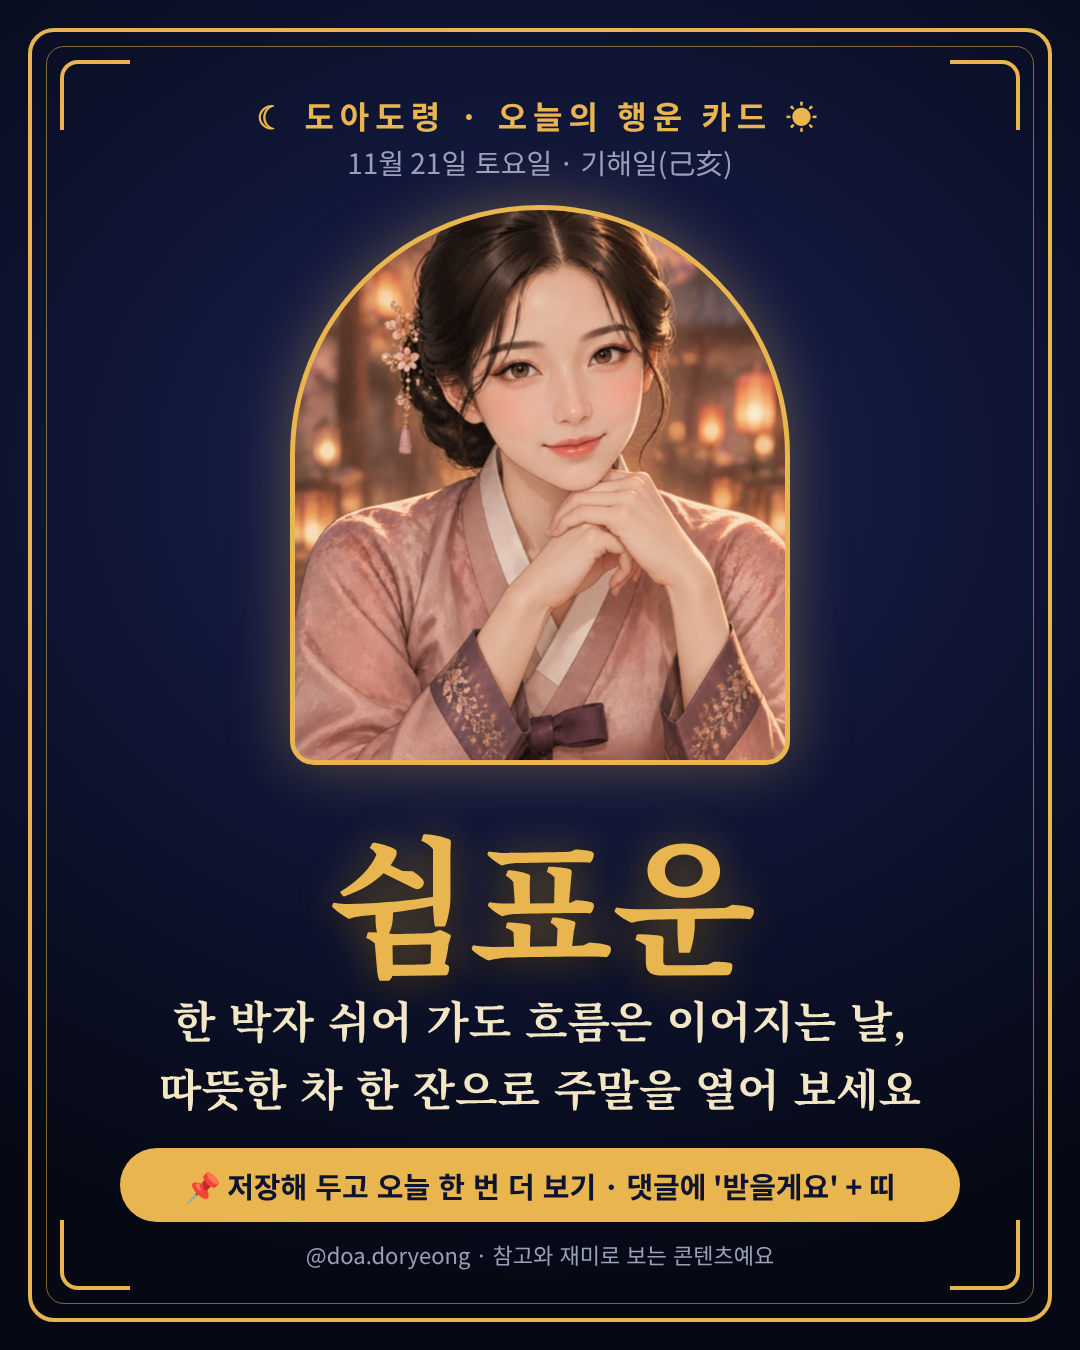 ☾ 도아도령 · 오늘의 행운 카드 ☀
11월 21일 토요일 · 기해일(己亥)
쉼표운
한 박자 쉬어 가도 흐름은 이어지는 날,
따뜻한 차 한 잔으로 주말을 열어 보세요
📌 저장해 두고 오늘 한 번 더 보기 · 댓글에 '받을게요' + 띠
@doa.doryeong · 참고와 재미로 보는 콘텐츠예요